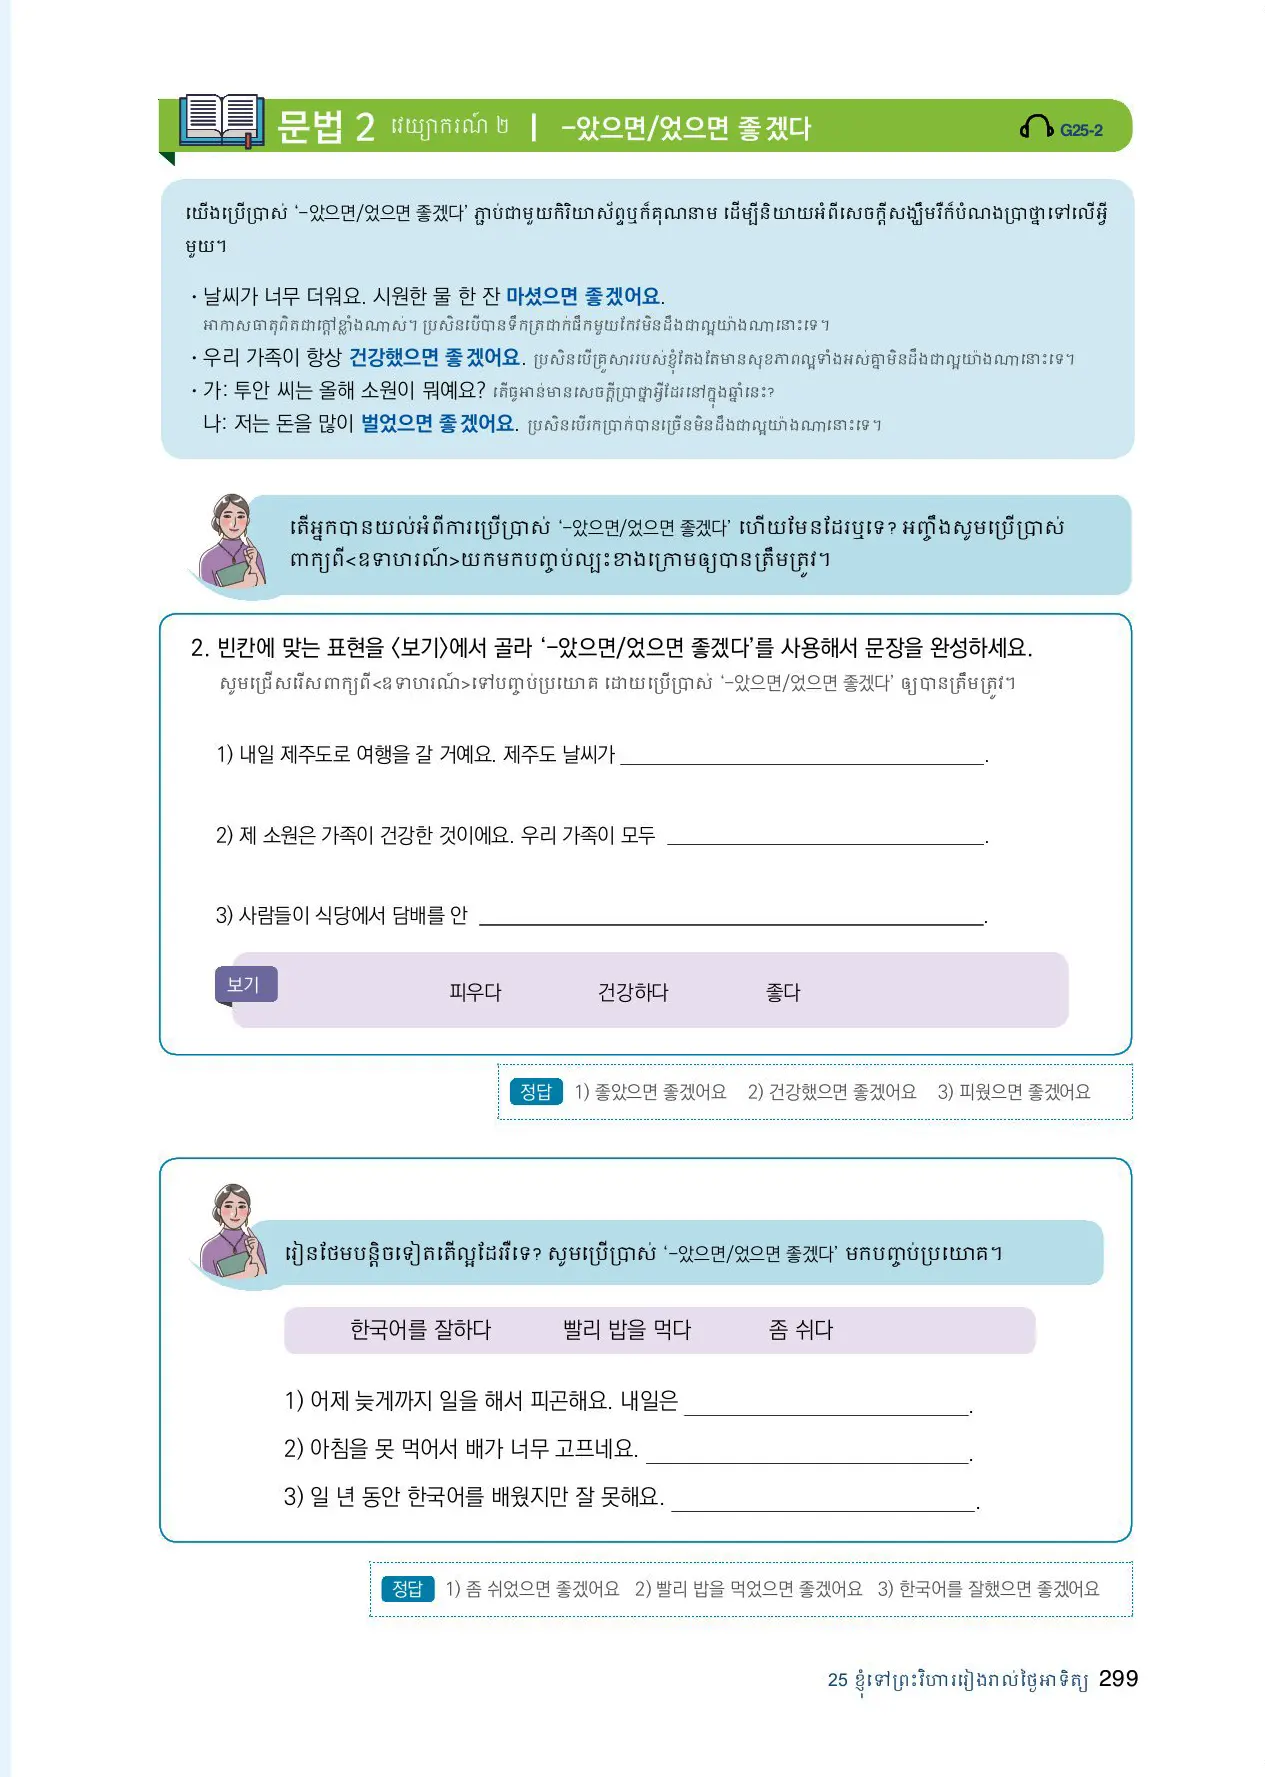 문법 2 វេយ្យាករណ៍ ២ | -았으면/었으면 좋겠다 G25-2
យើងប្រើប្រាស់ ‘-았으면/었으면 좋겠다’ ភ្ជាប់ជាមួយកិរិយាស័ព្ទឬក៏គុណនាម ដើម្បីនិយាយអំពីសេចក្តីសង្ឃឹមរឺក៏បំណងប្រាថ្នាទៅលើអ្វី
មួយ។
· 날씨가 너무 더워요. 시원한 물 한 잔 마셨으면 좋겠어요.
អាកាសធាតុពិតជាក្តៅខ្លាំងណាស់។ ប្រសិនបើបានទឹកត្រជាក់ផឹកមួយកែវមិនដឹងជាល្អយ៉ាងណានោះទេ។
· 우리 가족이 항상 건강했으면 좋겠어요. ប្រសិនបើគ្រួសាររបស់ខ្ញុំតែងតែមានសុខភាពល្អទាំងអស់គ្នាមិនដឹងជាល្អយ៉ាងណានោះទេ។
· 가: 투안 씨는 올해 소원이 뭐예요? តើធូអាន់មានសេចក្តីប្រាថ្នាអ្វីដែរនៅក្នុងឆ្នាំនេះ?
나: 저는 돈을 많이 벌었으면 좋겠어요. ប្រសិនបើរកប្រាក់បានច្រើនមិនដឹងជាល្អយ៉ាងណានោះទេ។
តើអ្នកបានយល់អំពីការប្រើប្រាស់ ‘-았으면/었으면 좋겠다’ ហើយមែនដែរឬទេ? អញ្ចឹងសូមប្រើប្រាស់
ពាក្យពី<ឧទាហរណ៍>យកមកបញ្ចប់ល្បះខាងក្រោមឲ្យបានត្រឹមត្រូវ។
2. 빈칸에 맞는 표현을 <보기>에서 골라 ‘-았으면/었으면 좋겠다’를 사용해서 문장을 완성하세요.
សូមជ្រើសរើសពាក្យពី<ឧទាហរណ៍>ទៅបញ្ចប់ប្រយោគ ដោយប្រើប្រាស់ ‘-았으면/었으면 좋겠다’ ឲ្យបានត្រឹមត្រូវ។
1) 내일 제주도로 여행을 갈 거예요. 제주도 날씨가 ____________.
2) 제 소원은 가족이 건강한 것이에요. 우리 가족이 모두 ____________.
3) 사람들이 식당에서 담배를 안 ____________.
보기 피우다 건강하다 좋다
정답 1) 좋았으면 좋겠어요 2) 건강했으면 좋겠어요 3) 피웠으면 좋겠어요
រៀនថែមបន្តិចទៀតតើល្អដែររឺទេ? សូមប្រើប្រាស់ ‘-았으면/었으면 좋겠다’ មកបញ្ចប់ប្រយោគ។
한국어를 잘하다 빨리 밥을 먹다 좀 쉬다
1) 어제 늦게까지 일을 해서 피곤해요. 내일은 ____________.
2) 아침을 못 먹어서 배가 너무 고프네요. ____________.
3) 일 년 동안 한국어를 배웠지만 잘 못해요. ____________.
정답 1) 좀 쉬었으면 좋겠어요 2) 빨리 밥을 먹었으면 좋겠어요 3) 한국어를 잘했으면 좋겠어요
25 ខ្ញុំទៅព្រះវិហាររៀងរាល់ថ្ងៃអាទិត្យ 299